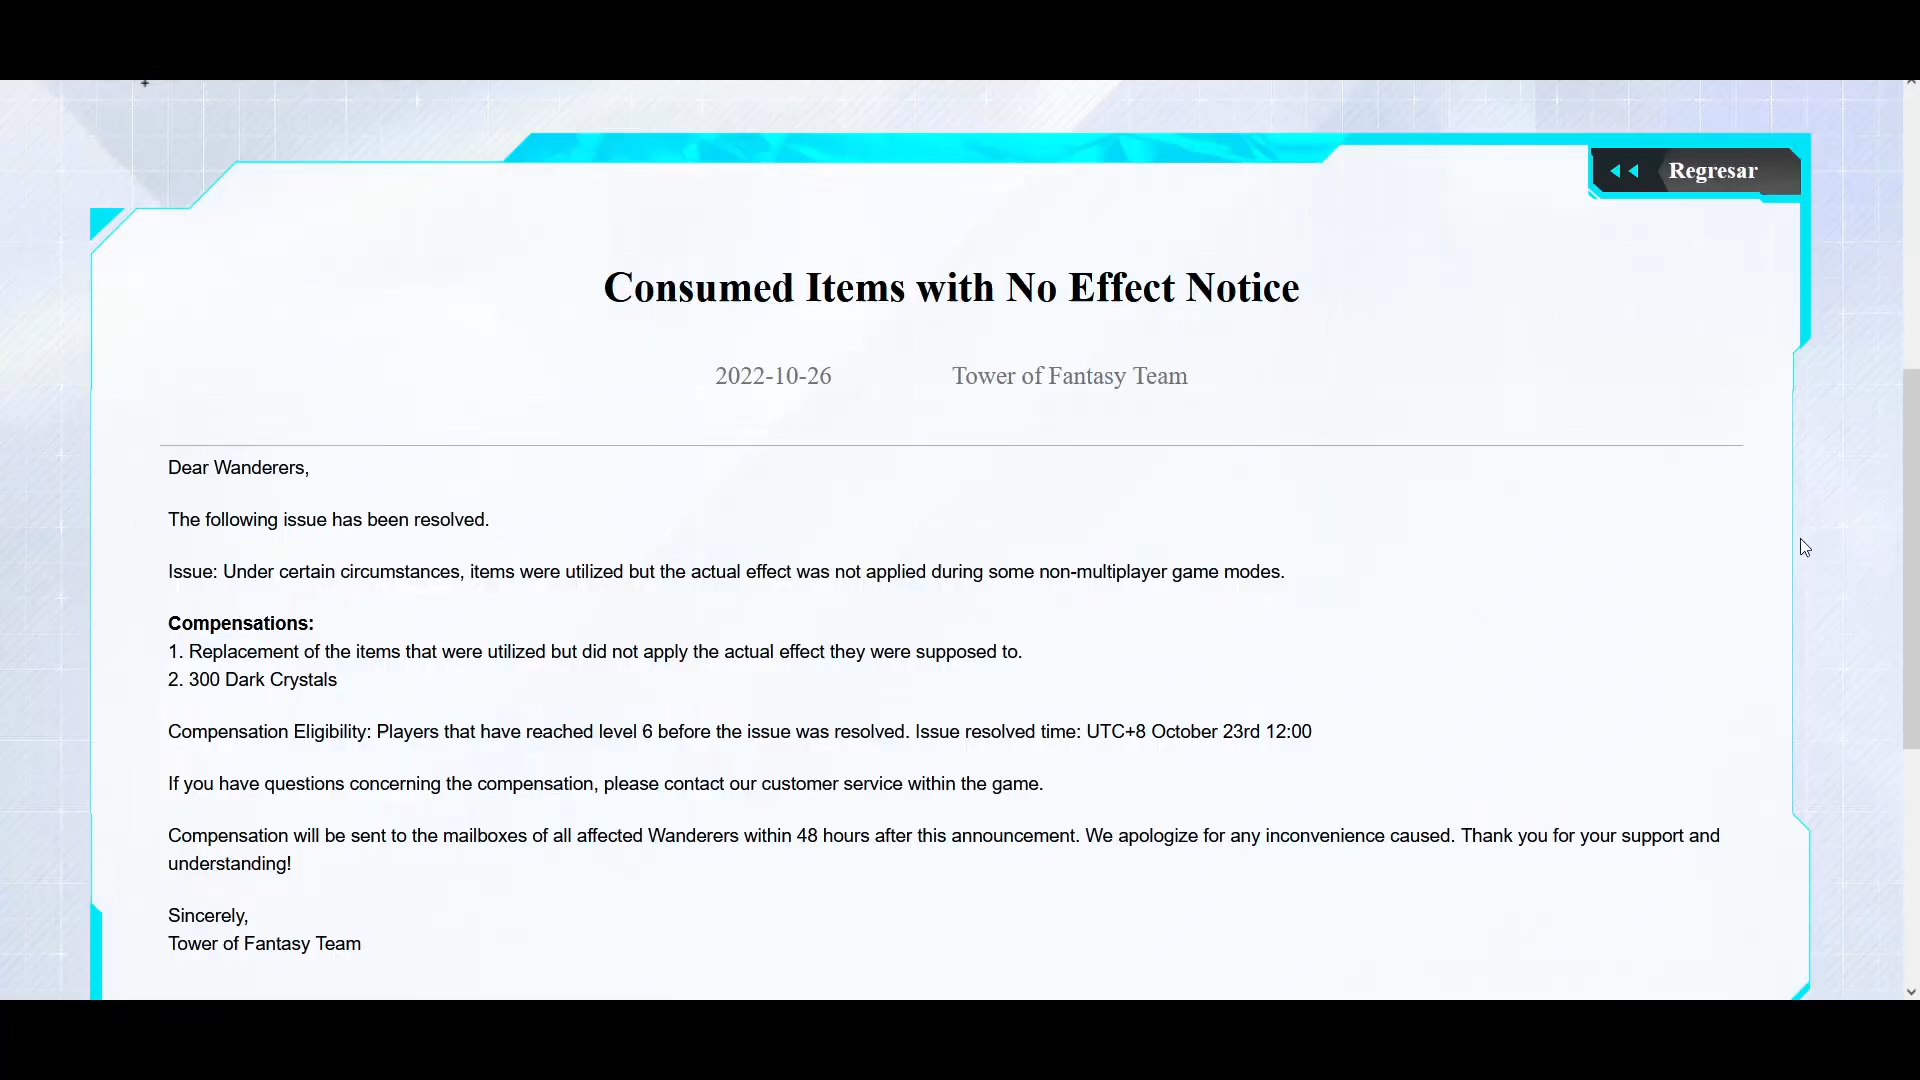 Regresar
Consumed Items with No Effect Notice
2022-10-26 Tower of Fantasy Team
Dear Wanderers,
The following issue has been resolved.
Issue: Under certain circumstances, items were utilized but the actual effect was not applied during some non-multiplayer game modes.
Compensations:
1. Replacement of the items that were utilized but did not apply the actual effect they were supposed to.
2. 300 Dark Crystals
Compensation Eligibility: Players that have reached level 6 before the issue was resolved. Issue resolved time: UTC+8 October 23rd 12:00
If you have questions concerning the compensation, please contact our customer service within the game.
Compensation will be sent to the mailboxes of all affected Wanderers within 48 hours after this announcement. We apologize for any inconvenience caused. Thank you for your support and
understanding!
Sincerely,
Tower of Fantasy Team